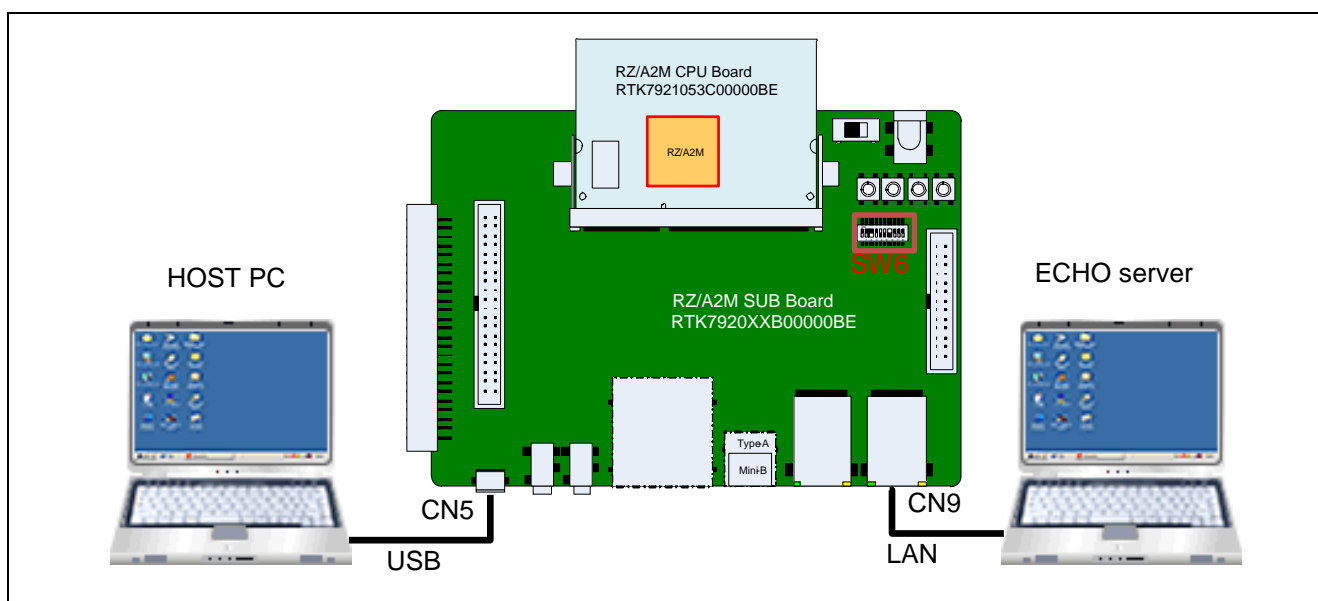 RZ/A2M CPU Board
RTK7921053C00000BE
RZ/A2M
SW6
HOST PC
ECHO server
RZ/A2M SUB Board
RTK7920XXB00000BE
Type-A
Mini-B
CN5
CN9
USB
LAN